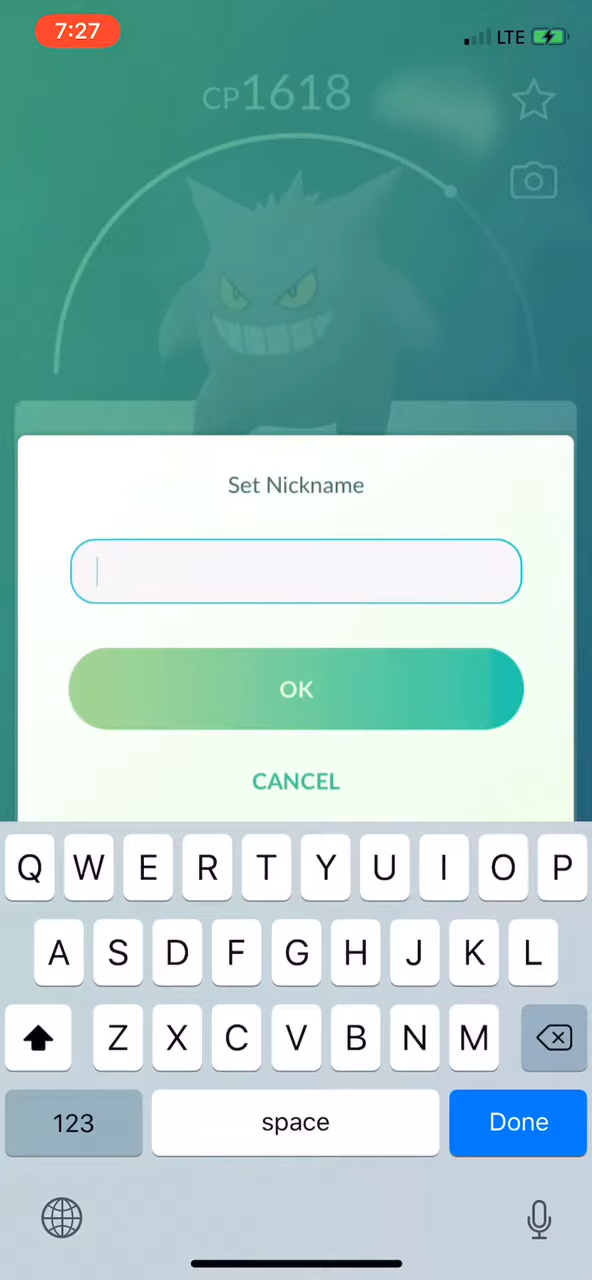 7:27
LTE
CP1618
Set Nickname
OK
CANCEL
Q W E R T Y U I O P
A S D F G H J K L
Z X C V B N M
123 space Done